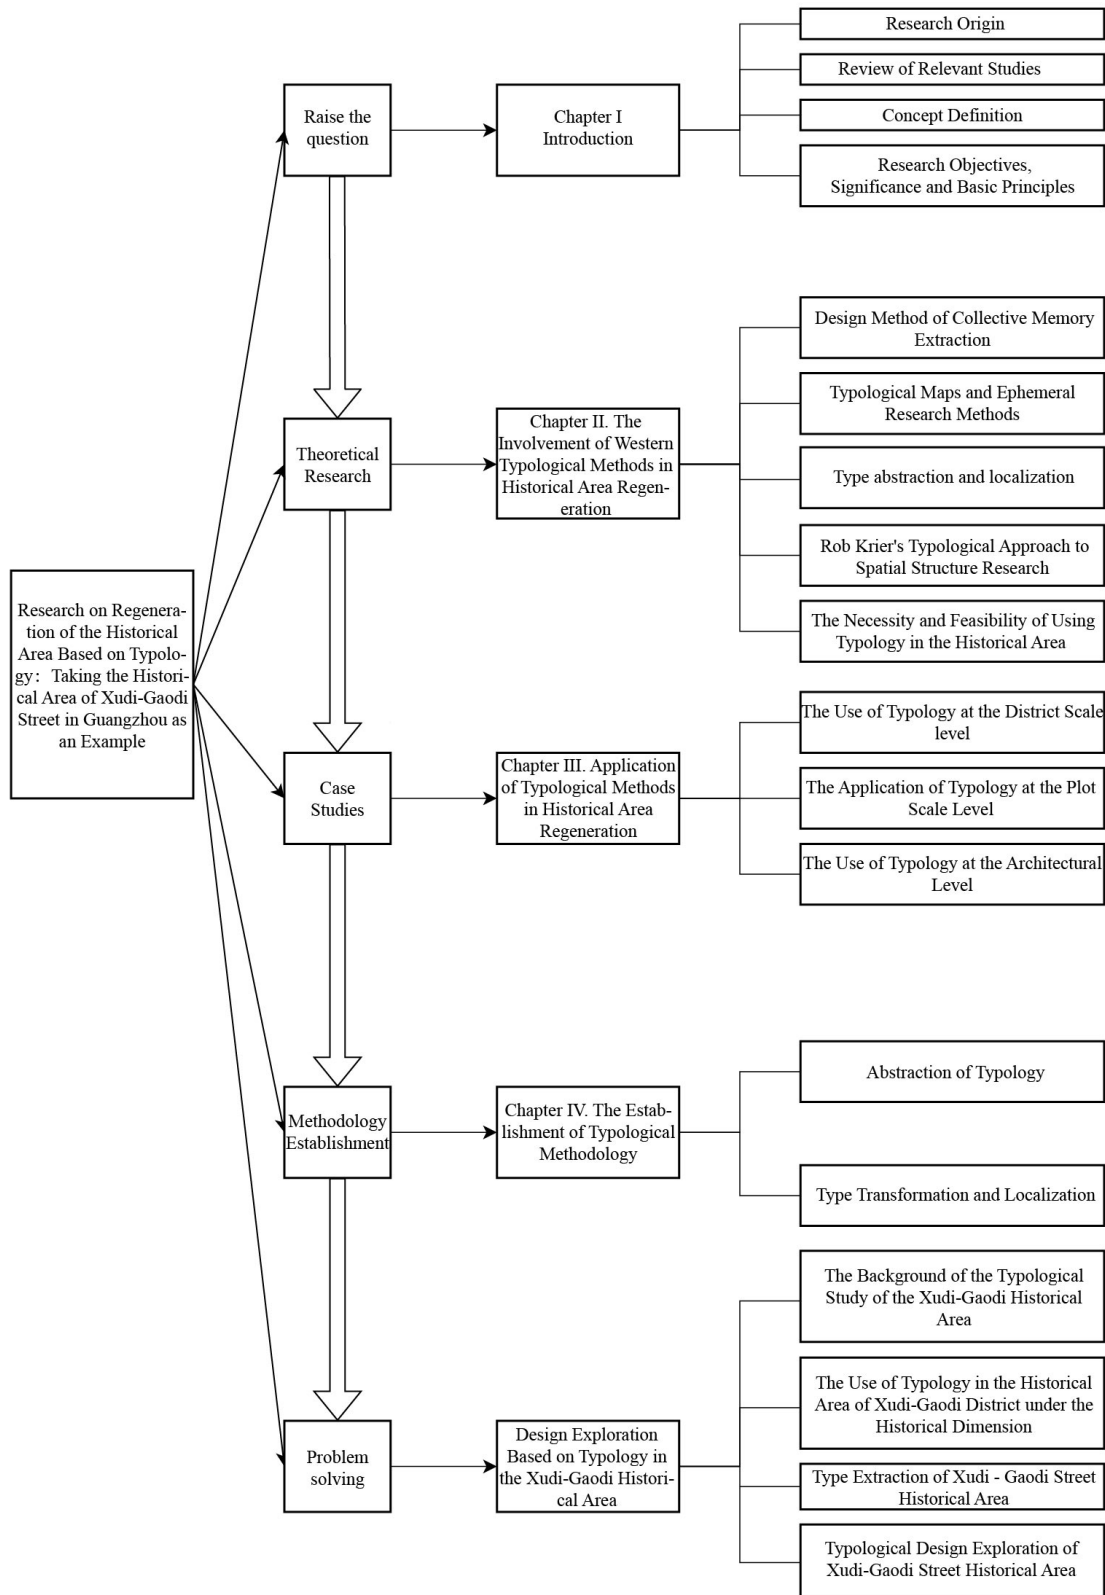 Research on Regenera-
tion of the Historical
Area Based on Typolo-
gy: Taking the Histori-
cal Area of Xudi-Gaodi
Street in Guangzhou as
an Example
Raise the
question
Chapter I
Introduction
Research Origin
Review of Relevant Studies
Concept Definition
Research Objectives,
Significance and Basic Principles
Theoretical
Research
Chapter II. The
Involvement of Western
Typological Methods in
Historical Area Regen-
eration
Design Method of Collective Memory
Extraction
Typological Maps and Ephemeral
Research Methods
Type abstraction and localization
Rob Krier's Typological Approach to
Spatial Structure Research
The Necessity and Feasibility of Using
Typology in the Historical Area
Case
Studies
Chapter III. Application
of Typological Methods
in Historical Area
Regeneration
The Use of Typology at the District Scale
level
The Application of Typology at the Plot
Scale Level
The Use of Typology at the Architectural
Level
Methodology
Establishment
Chapter IV. The Estab-
lishment of Typological
Methodology
Abstraction of Typology
Type Transformation and Localization
Problem
solving
Design Exploration
Based on Typology in
the Xudi-Gaodi Histori-
cal Area
The Background of the Typological
Study of the Xudi-Gaodi Historical
Area
The Use of Typology in the Historical
Area of Xudi-Gaodi District under the
Historical Dimension
Type Extraction of Xudi - Gaodi Street
Historical Area
Typological Design Exploration of
Xudi-Gaodi Street Historical Area